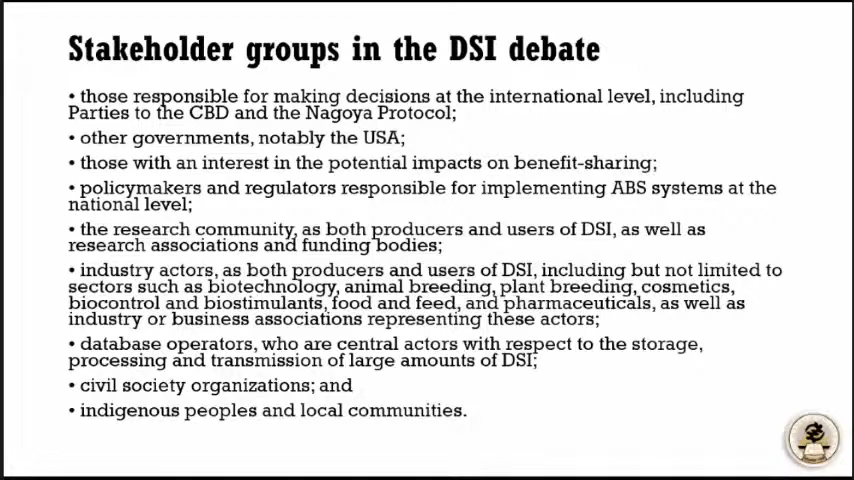 Stakeholder groups in the DSI debate
• those responsible for making decisions at the international level, including
Parties to the CBD and the Nagoya Protocol;
• other governments, notably the USA;
• those with an interest in the potential impacts on benefit-sharing;
• policymakers and regulators responsible for implementing ABS systems at the
national level;
• the research community, as both producers and users of DSI, as well as
research associations and funding bodies;
• industry actors, as both producers and users of DSI, including but not limited to
sectors such as biotechnology, animal breeding, plant breeding, cosmetics,
biocontrol and biostimulants, food and feed, and pharmaceuticals, as well as
industry or business associations representing these actors;
• database operators, who are central actors with respect to the storage,
processing and transmission of large amounts of DSI;
• civil society organizations; and
• indigenous peoples and local communities.